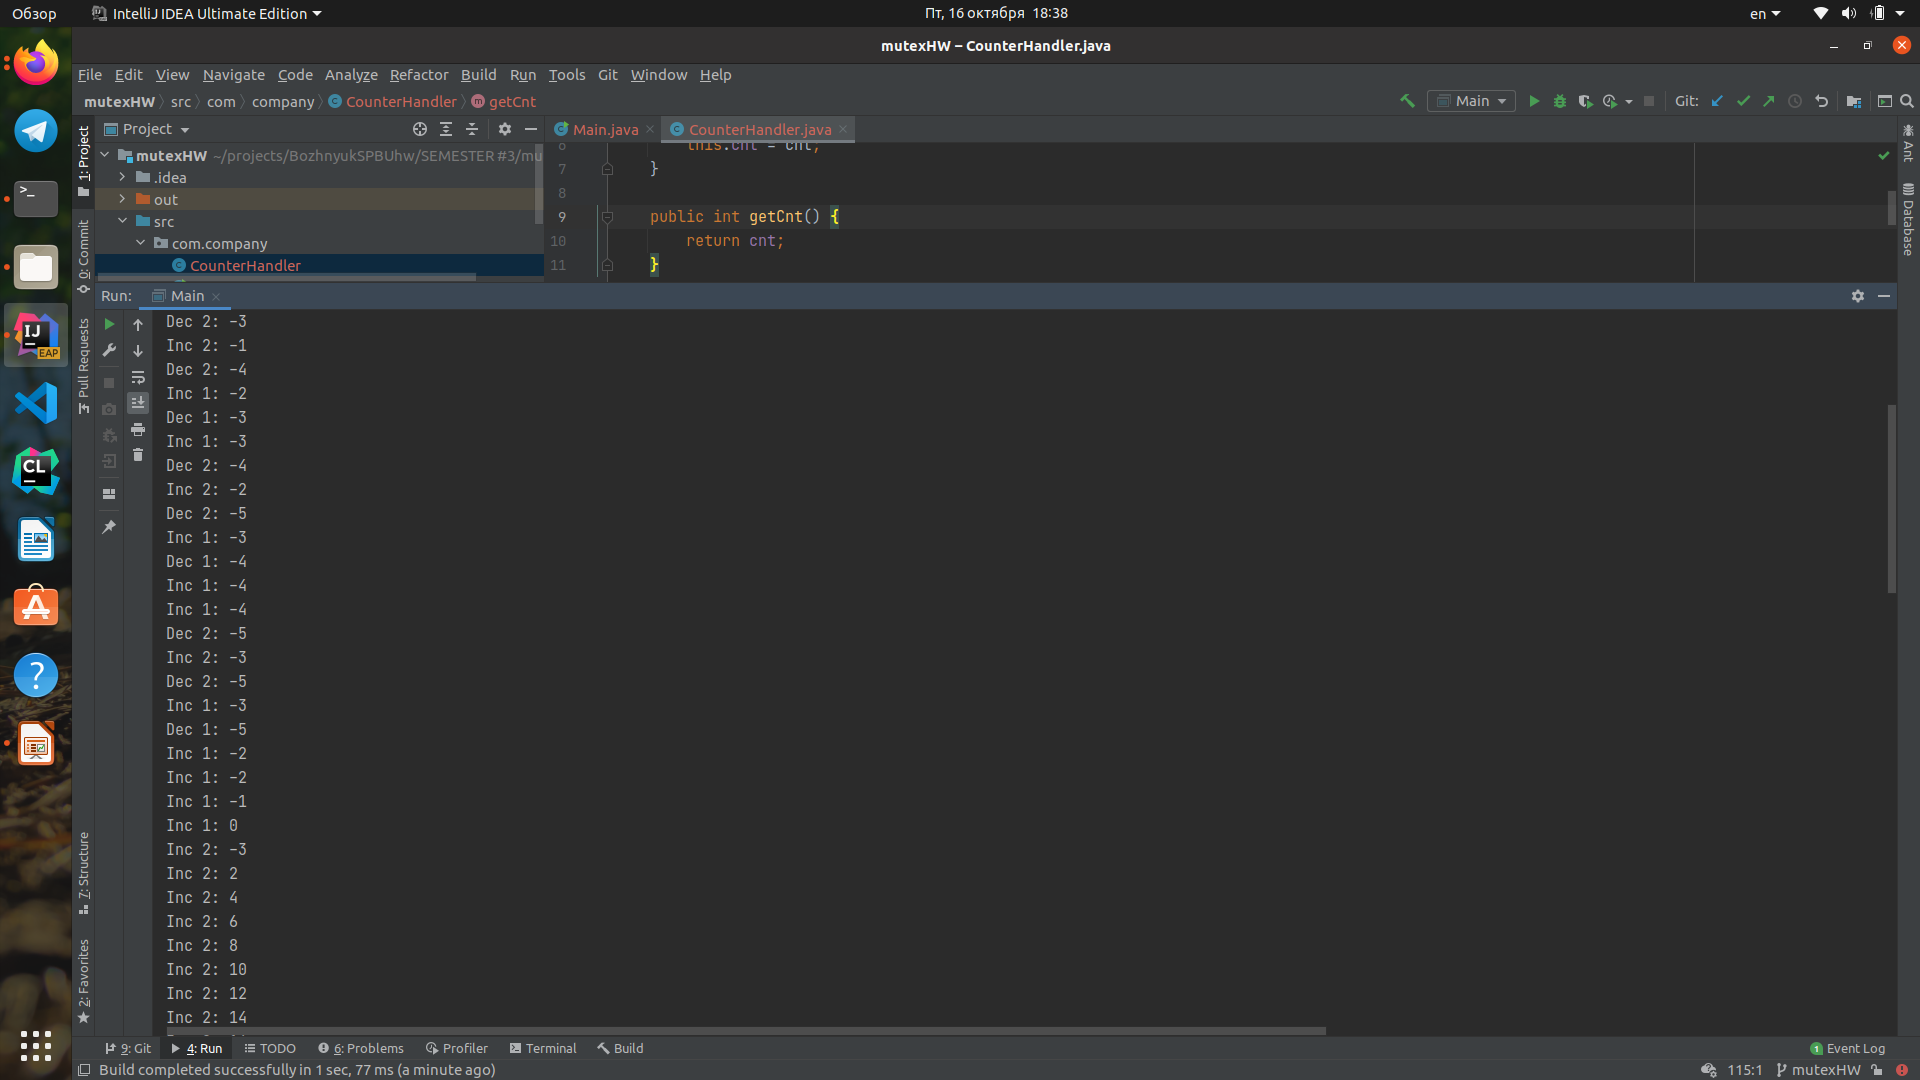 Обзор
IntelliJ IDEA Ultimate Edition
Пт, 16 октября 18:38
en
mutexHW – CounterHandler.java
File Edit View Navigate Code Analyze Refactor Build Run Tools Git Window Help
mutexHW src com company CounterHandler getCnt
Main
Git:
1: Project
0: Commit
Pull Requests
7: Structure
2: Favorites
Project
mutexHW ~/projects/BozhnyukSPBUhw/SEMESTER #3/mu
.idea
out
src
com.company
CounterHandler
Main.java
CounterHandler.java
6 this.cnt = cnt;
7 }
8
9 public int getCnt() {
10 return cnt;
11 }
Ant
Database
Run: Main
Dec 2: -3
Inc 2: -1
Dec 2: -4
Inc 1: -2
Dec 1: -3
Inc 1: -3
Dec 2: -4
Inc 2: -2
Dec 2: -5
Inc 1: -3
Dec 1: -4
Inc 1: -4
Inc 1: -4
Dec 2: -5
Inc 2: -3
Dec 2: -5
Inc 1: -3
Dec 1: -5
Inc 1: -2
Inc 1: -2
Inc 1: -1
Inc 1: 0
Inc 2: -3
Inc 2: 2
Inc 2: 4
Inc 2: 6
Inc 2: 8
Inc 2: 10
Inc 2: 12
Inc 2: 14
IJ
EAP
CL
9: Git 4: Run TODO 6: Problems Profiler Terminal Build
1 Event Log
Build completed successfully in 1 sec, 77 ms (a minute ago)
115:1 mutexHW